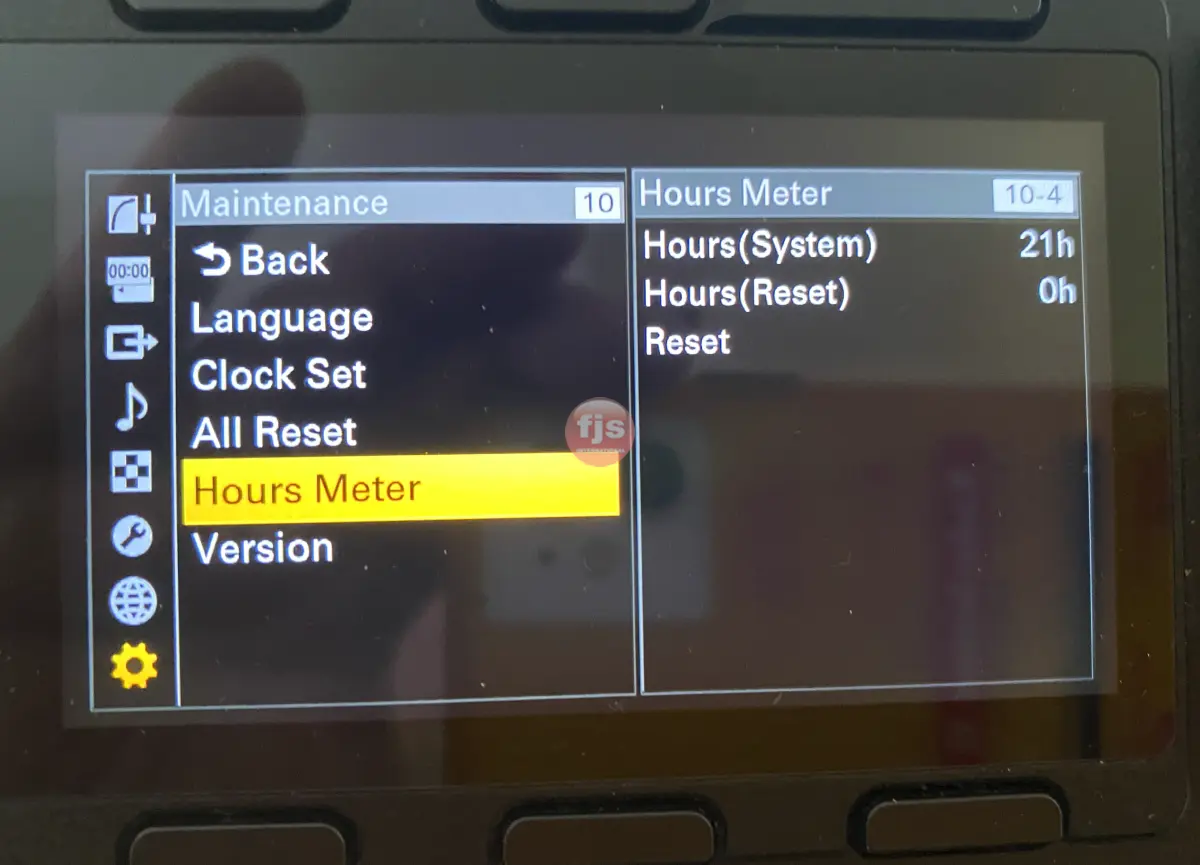 Maintenance 10
Back
Language
Clock Set
All Reset
Hours Meter
Version
00:00
Hours Meter 10-4
Hours(System) 21h
Hours(Reset) 0h
Reset
fjs